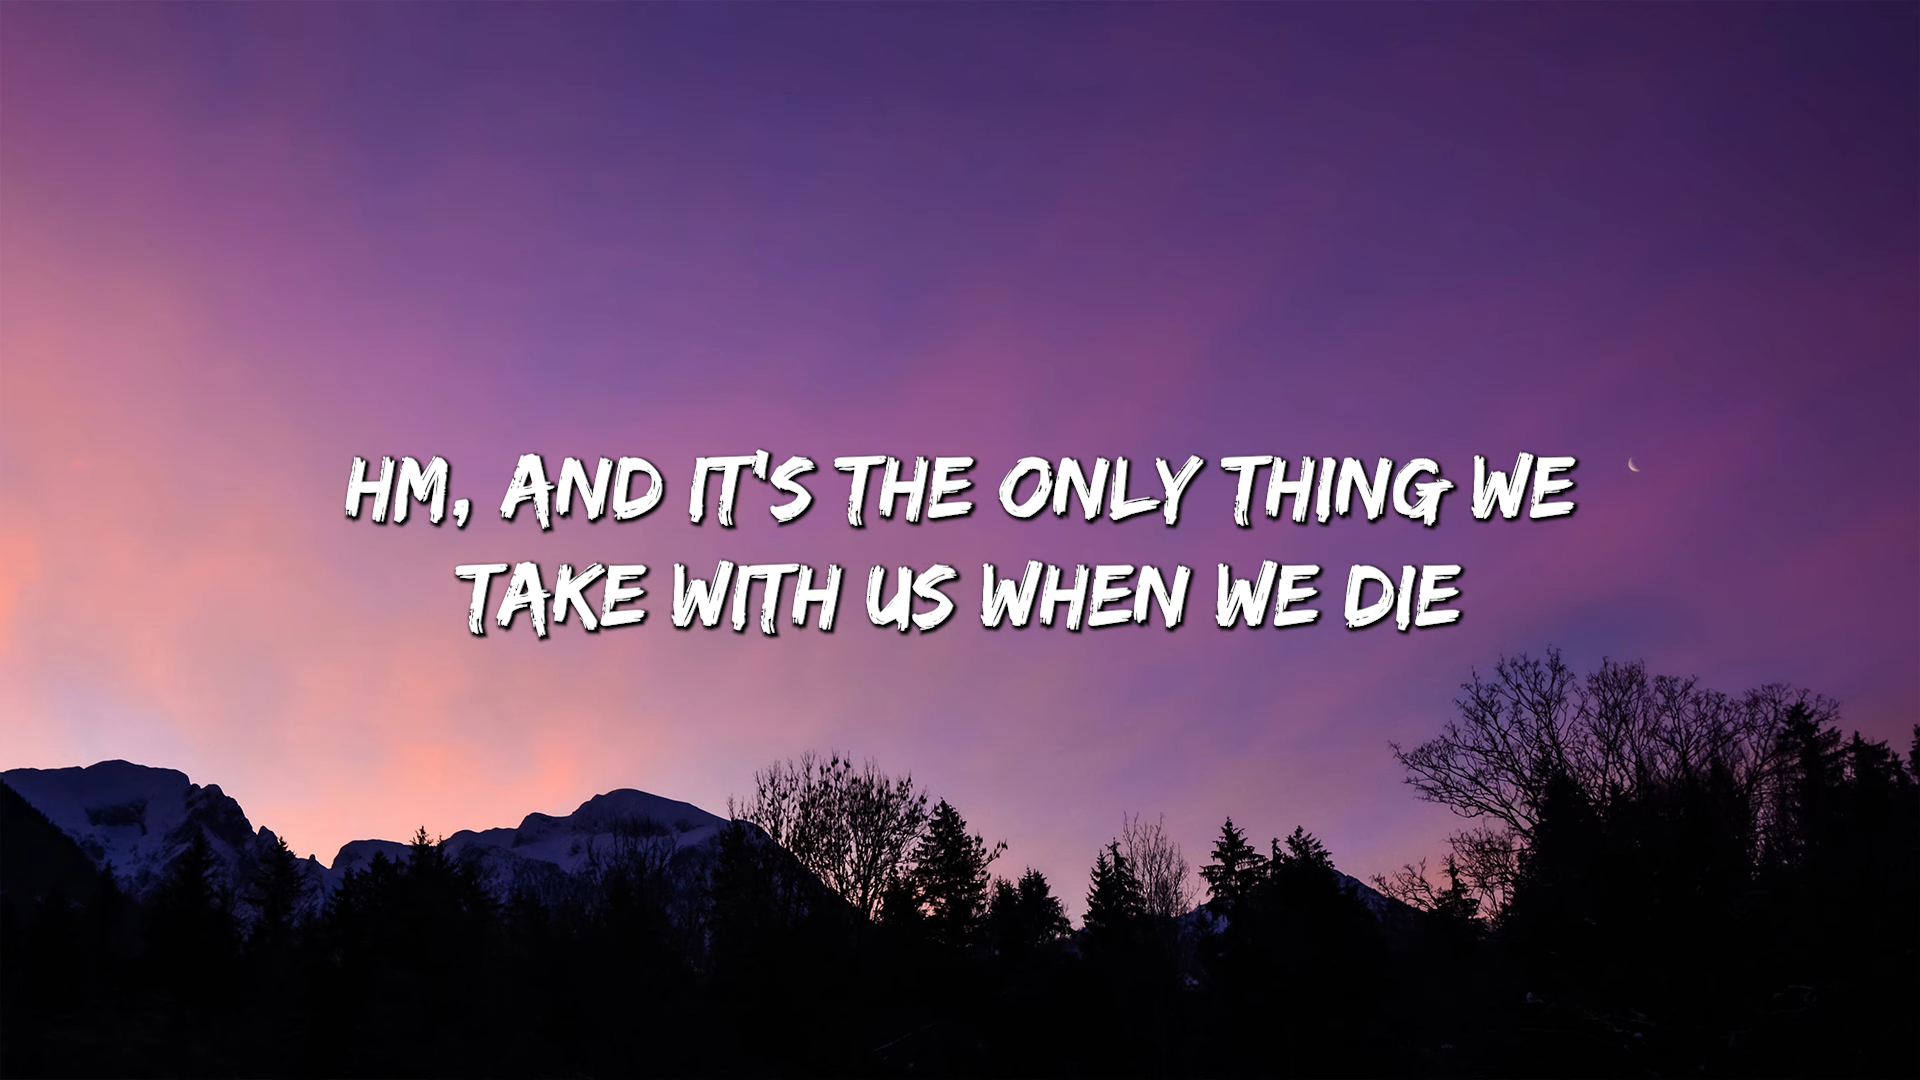 HM, AND IT'S THE ONLY THING WE
TAKE WITH US WHEN WE DIE